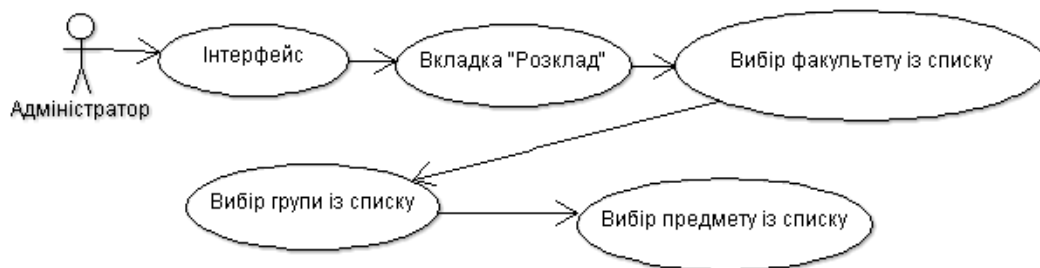 Інтерфейс
Вкладка "Розклад"
Вибір факультету із списку
Адміністратор
Вибір групи із списку
Вибір предмету із списку